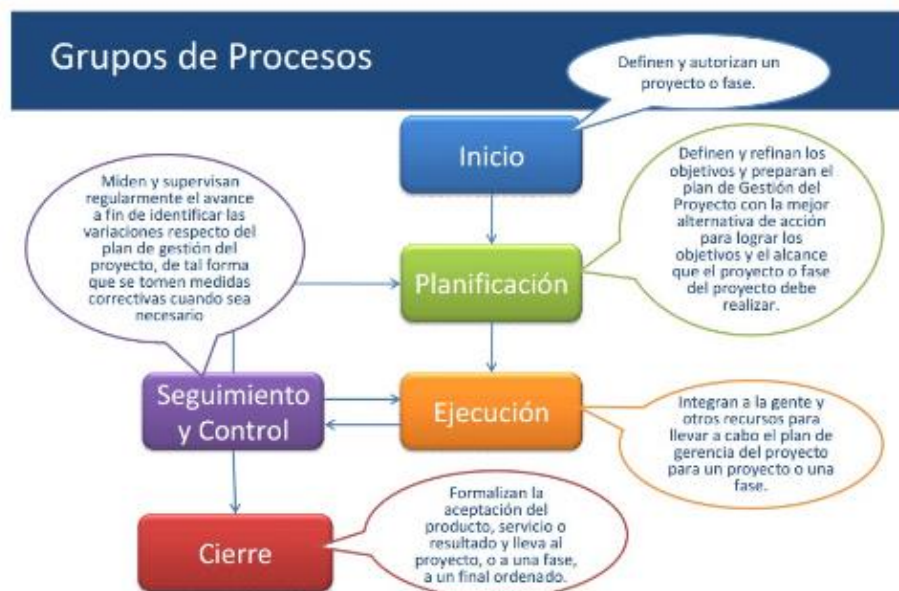 Grupos de Procesos
Definen y autorizan un
proyecto o fase.
Inicio
Definen y refinan los
objetivos y preparan el
plan de Gestión del
Proyecto con la mejor
alternativa de acción
para lograr los
objetivos y el alcance
que el proyecto o fase
del proyecto debe
realizar.
Miden y supervisan
regularmente el avance
a fin de identificar las
variaciones respecto del
plan de gestión del
proyecto, de tal forma
que se tomen medidas
correctivas cuando sea
necesario
Planificación
Seguimiento
y Control
Ejecución
Integran a la gente y
otros recursos para
llevar a cabo el plan de
gerencia del proyecto
para un proyecto o una
fase.
Formalizan la
aceptación del
producto, servicio o
resultado y lleva al
proyecto, o a una fase,
a un final ordenado.
Cierre